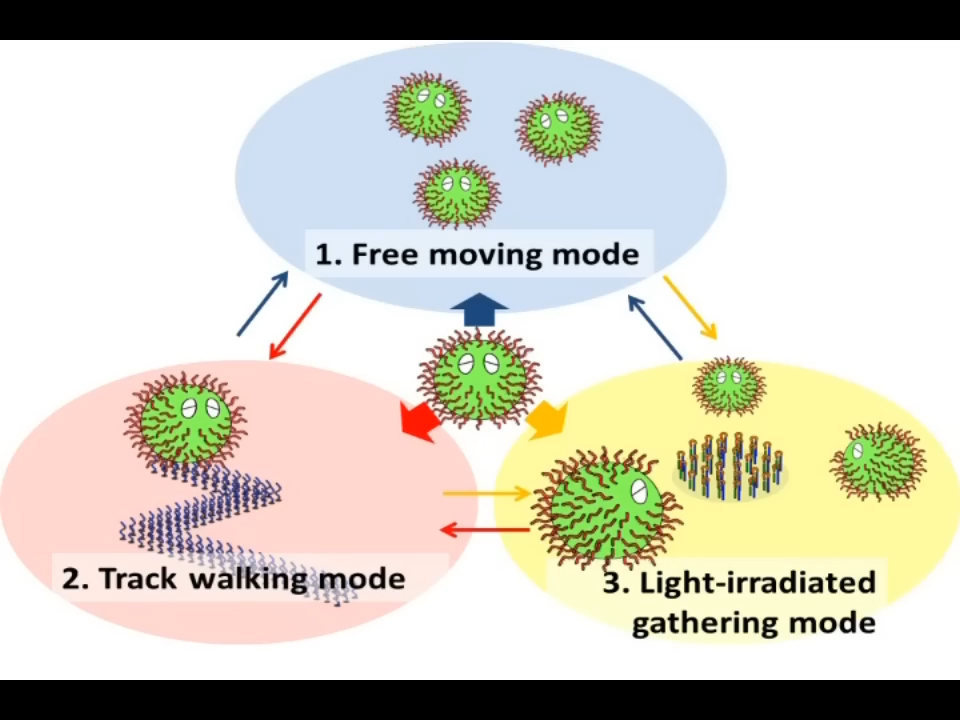 1. Free moving mode
2. Track walking mode
3. Light-irradiated
gathering mode